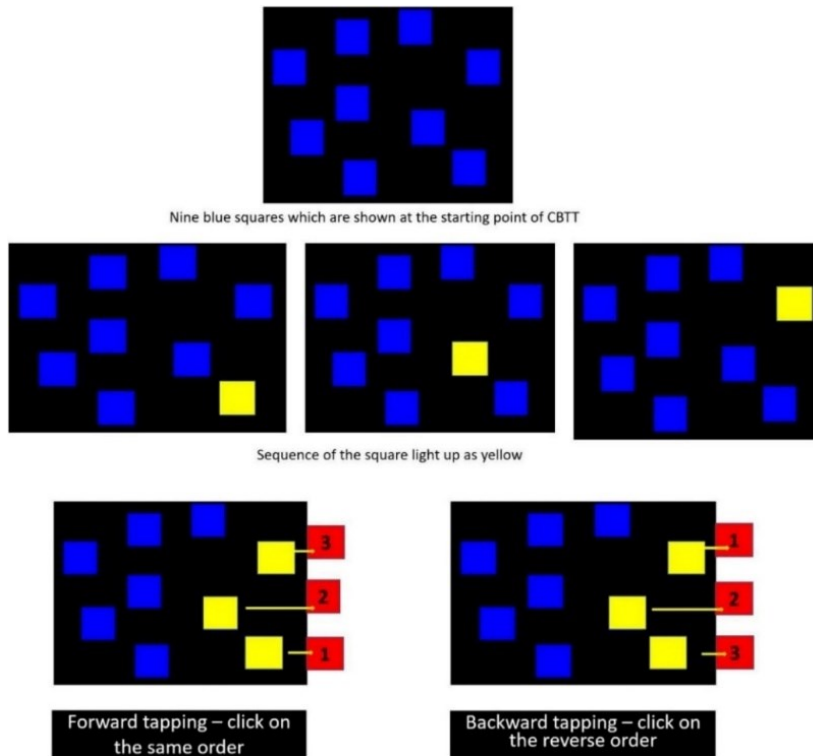 Nine blue squares which are shown at the starting point of CBTT
Sequence of the square light up as yellow
3
2
1
1
2
3
Forward tapping – click on
the same order
Backward tapping – click on
the reverse order